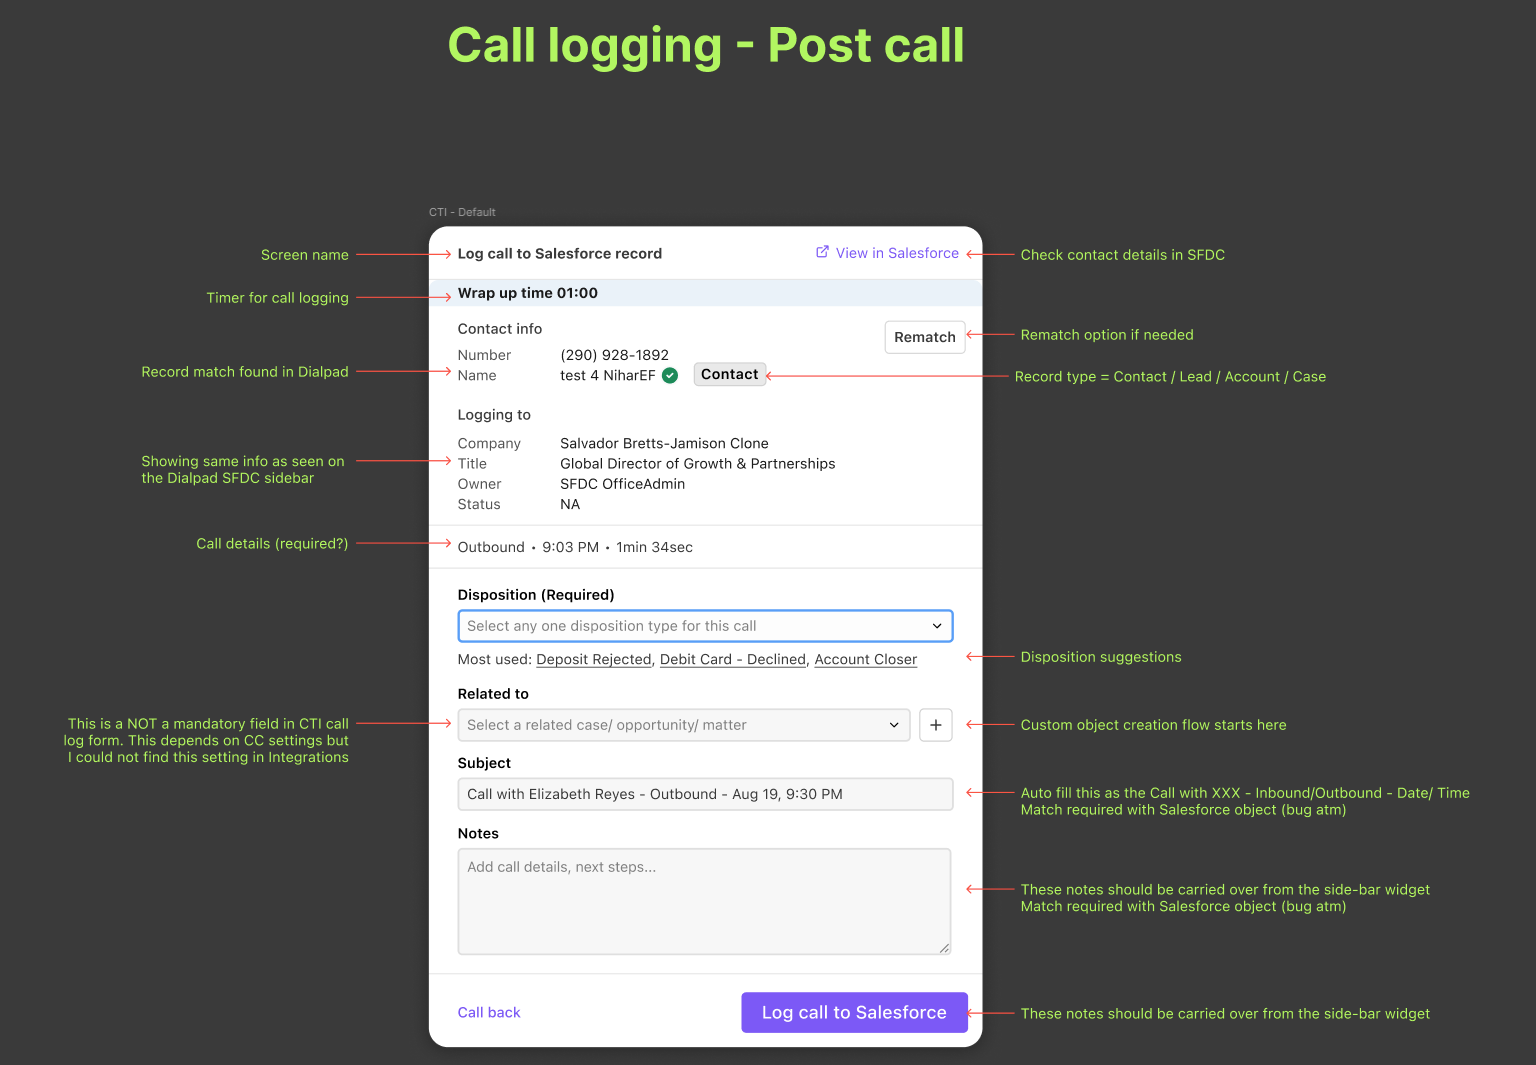 Call logging - Post call
CTI - Default
Screen name
Log call to Salesforce record
View in Salesforce
Check contact details in SFDC
Timer for call logging
Wrap up time 01:00
Contact info
Rematch
Rematch option if needed
Number (290) 928-1892
Record match found in Dialpad
Name test 4 NiharEF Contact
Record type = Contact / Lead / Account / Case
Logging to
Company Salvador Bretts-Jamison Clone
Showing same info as seen on
the Dialpad SFDC sidebar
Title Global Director of Growth & Partnerships
Owner SFDC OfficeAdmin
Status NA
Call details (required?)
Outbound • 9:03 PM • 1min 34sec
Disposition (Required)
Select any one disposition type for this call
Most used: Deposit Rejected, Debit Card - Declined, Account Closer
Disposition suggestions
Related to
This is a NOT a mandatory field in CTI call
log form. This depends on CC settings but
I could not find this setting in Integrations
Select a related case/ opportunity/ matter
+
Custom object creation flow starts here
Subject
Call with Elizabeth Reyes - Outbound - Aug 19, 9:30 PM
Auto fill this as the Call with XXX - Inbound/Outbound - Date/ Time
Match required with Salesforce object (bug atm)
Notes
Add call details, next steps...
These notes should be carried over from the side-bar widget
Match required with Salesforce object (bug atm)
Call back
Log call to Salesforce
These notes should be carried over from the side-bar widget